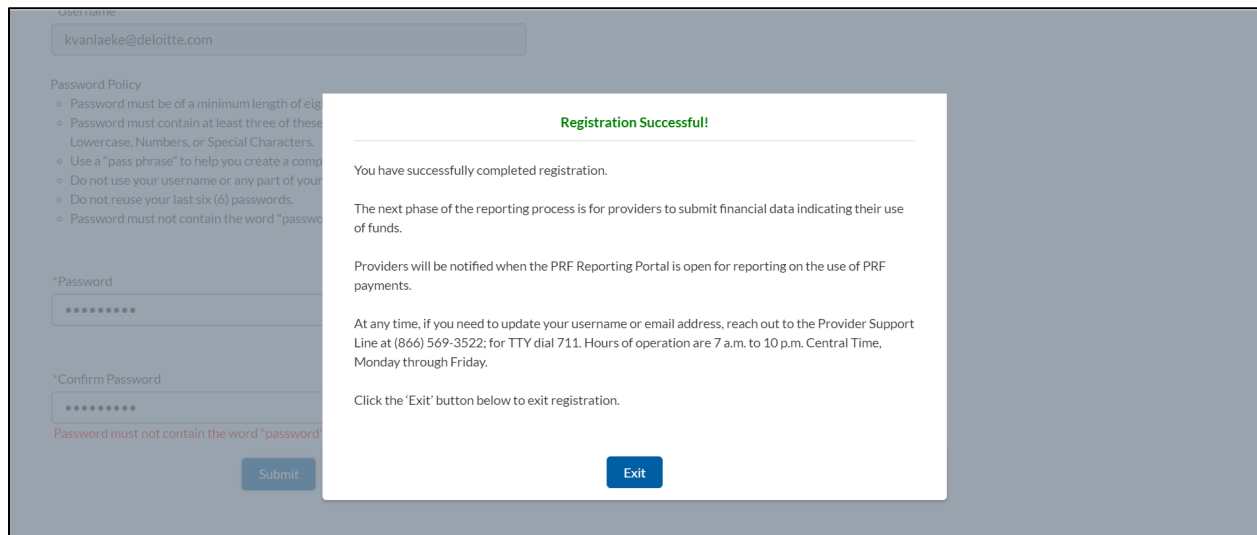 *Username
kvanlaeke@deloitte.com
Password Policy
Password must be of a minimum length of eig
Password must contain at least three of these
Lowercase, Numbers, or Special Characters.
Use a "pass phrase" to help you create a comp
Do not use your username or any part of your
Do not reuse your last six (6) passwords.
Password must not contain the word "passwo
*Password
*Confirm Password
Password must not contain the word "password"
Submit
Registration Successful!
You have successfully completed registration.
The next phase of the reporting process is for providers to submit financial data indicating their use
of funds.
Providers will be notified when the PRF Reporting Portal is open for reporting on the use of PRF
payments.
At any time, if you need to update your username or email address, reach out to the Provider Support
Line at (866) 569-3522; for TTY dial 711. Hours of operation are 7 a.m. to 10 p.m. Central Time,
Monday through Friday.
Click the ‘Exit’ button below to exit registration.
Exit